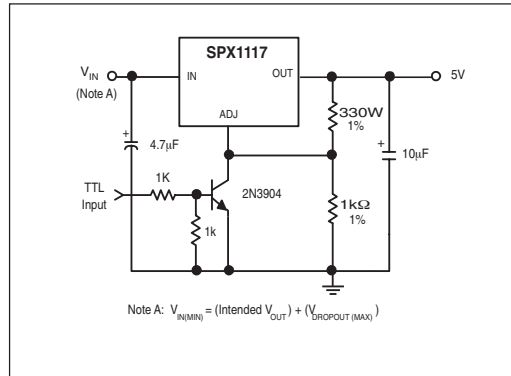 SPX1117
V_IN
(Note A)
IN
OUT
5V
ADJ
330W
1%
4.7µF
10µF
TTL
Input
1K
2N3904
1kΩ
1%
1k
Note A: V_IN(MIN) = (Intended V_OUT) + (V_DROPOUT (MAX))